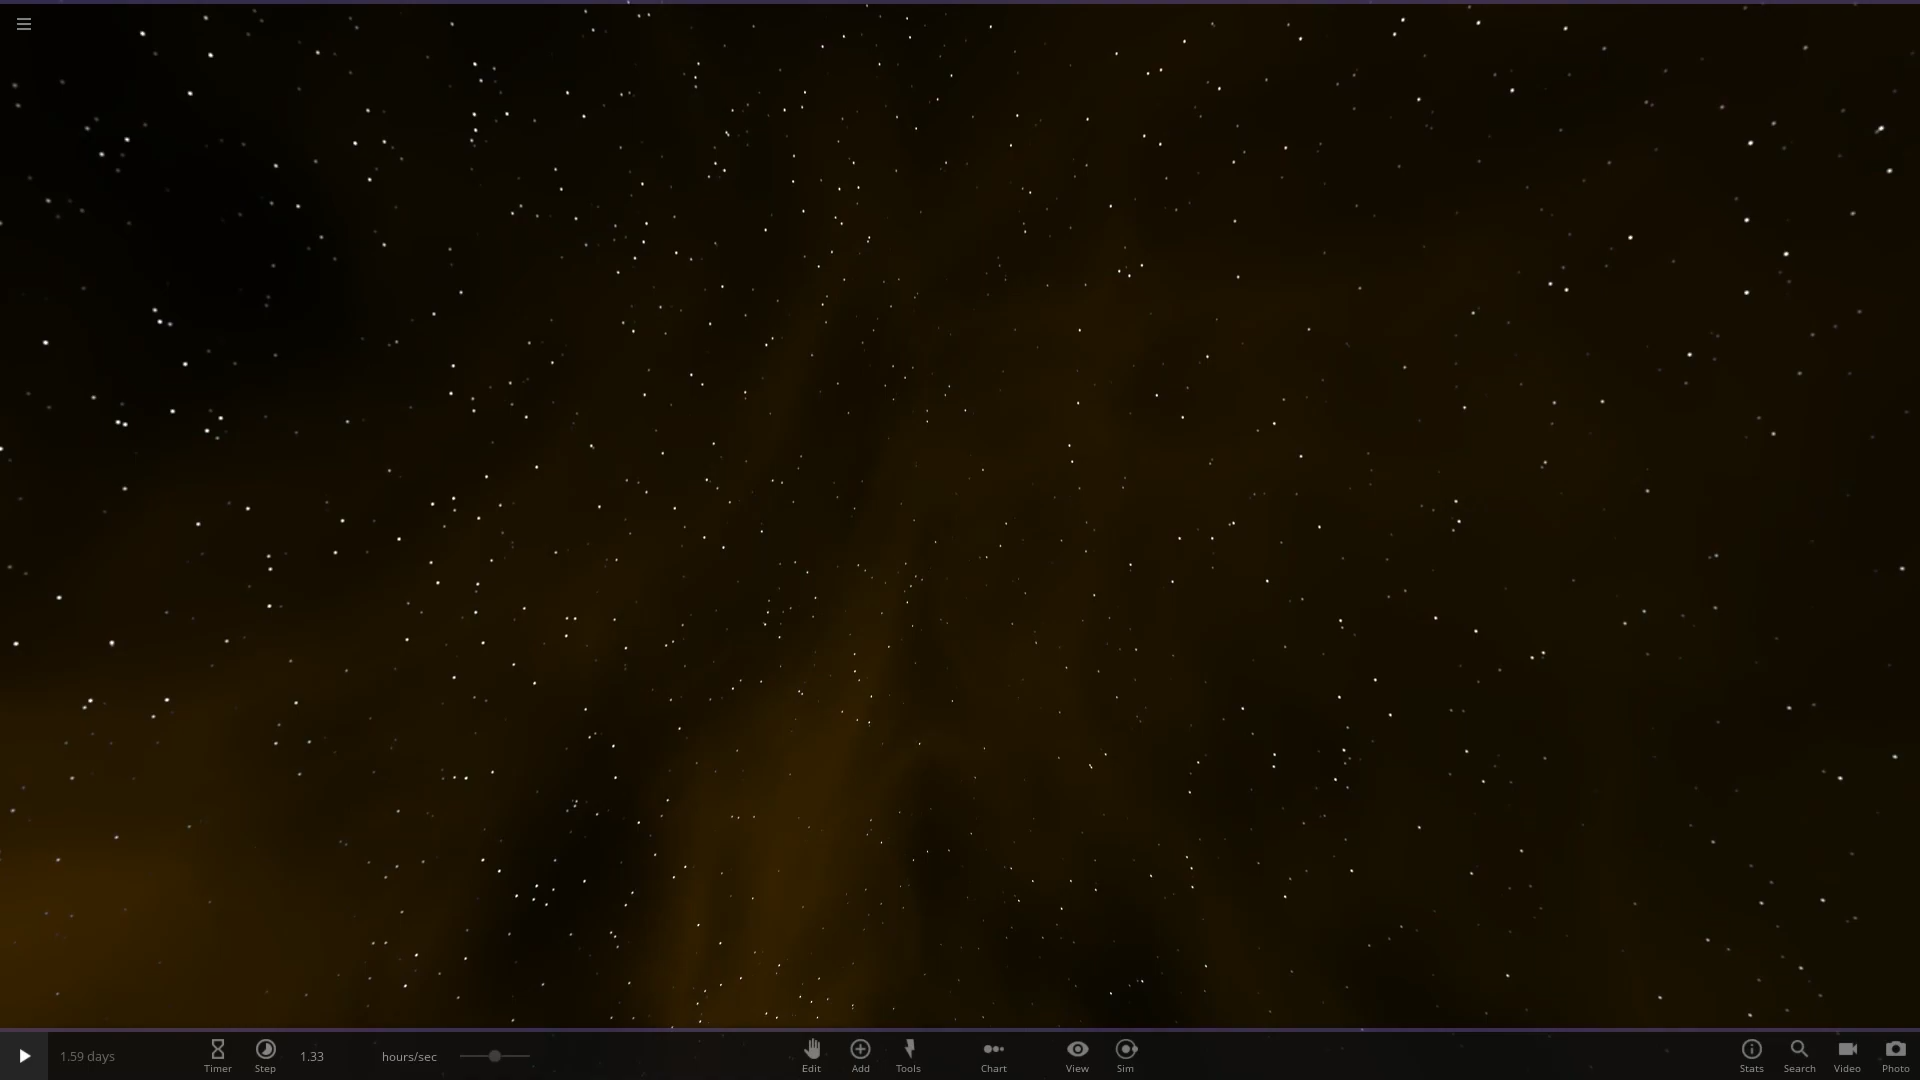 1.59 days
Timer
Step
1.33
hours/sec
Edit
Add
Tools
Chart
View
Sim
Stats
Search
Video
Photo